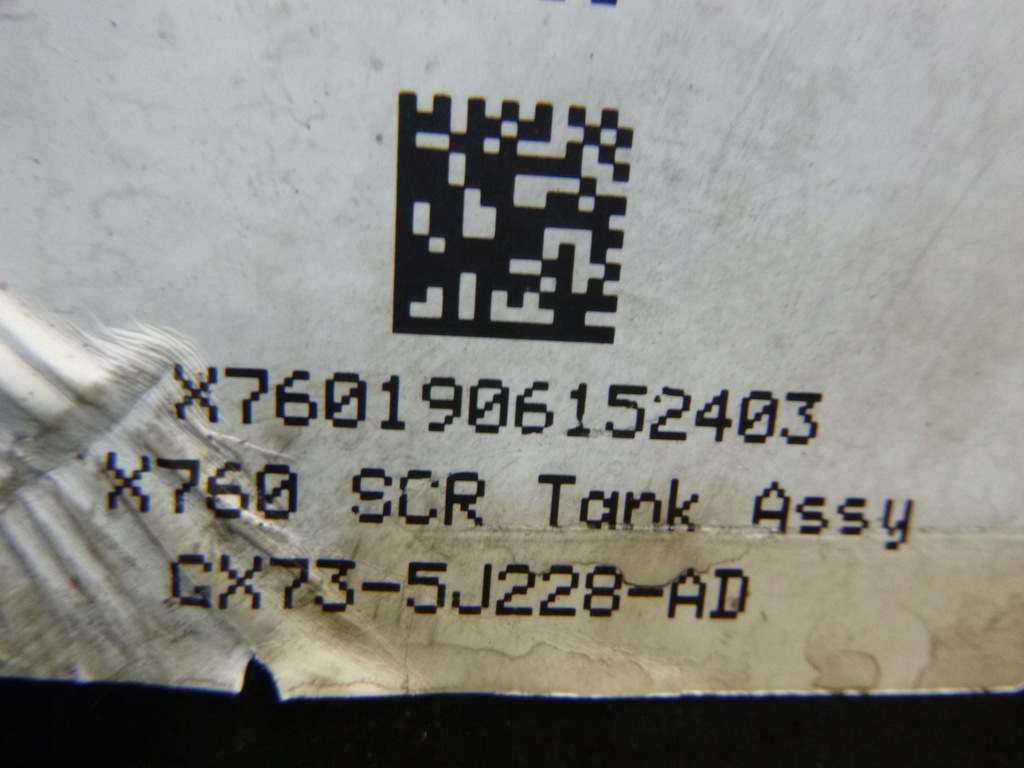 X7601906152403
X760 SCR Tank Assy
GX73-5J228-AD